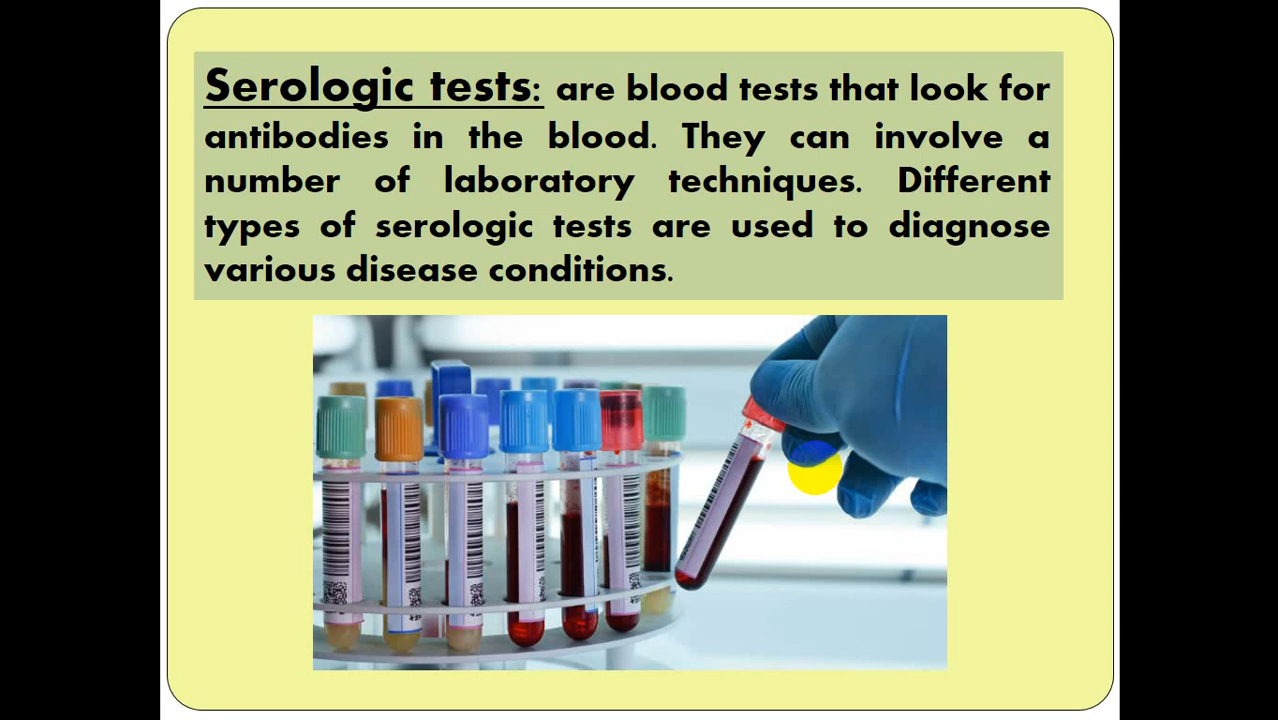 Serologic tests: are blood tests that look for
antibodies in the blood. They can involve a
number of laboratory techniques. Different
types of serologic tests are used to diagnose
various disease conditions.